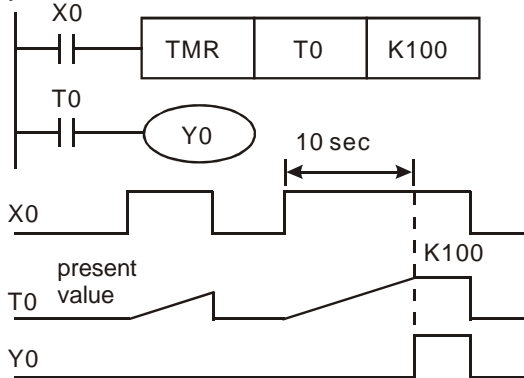 X0
TMR T0 K100
T0
Y0
10 sec
X0
K100
present
T0 value
Y0